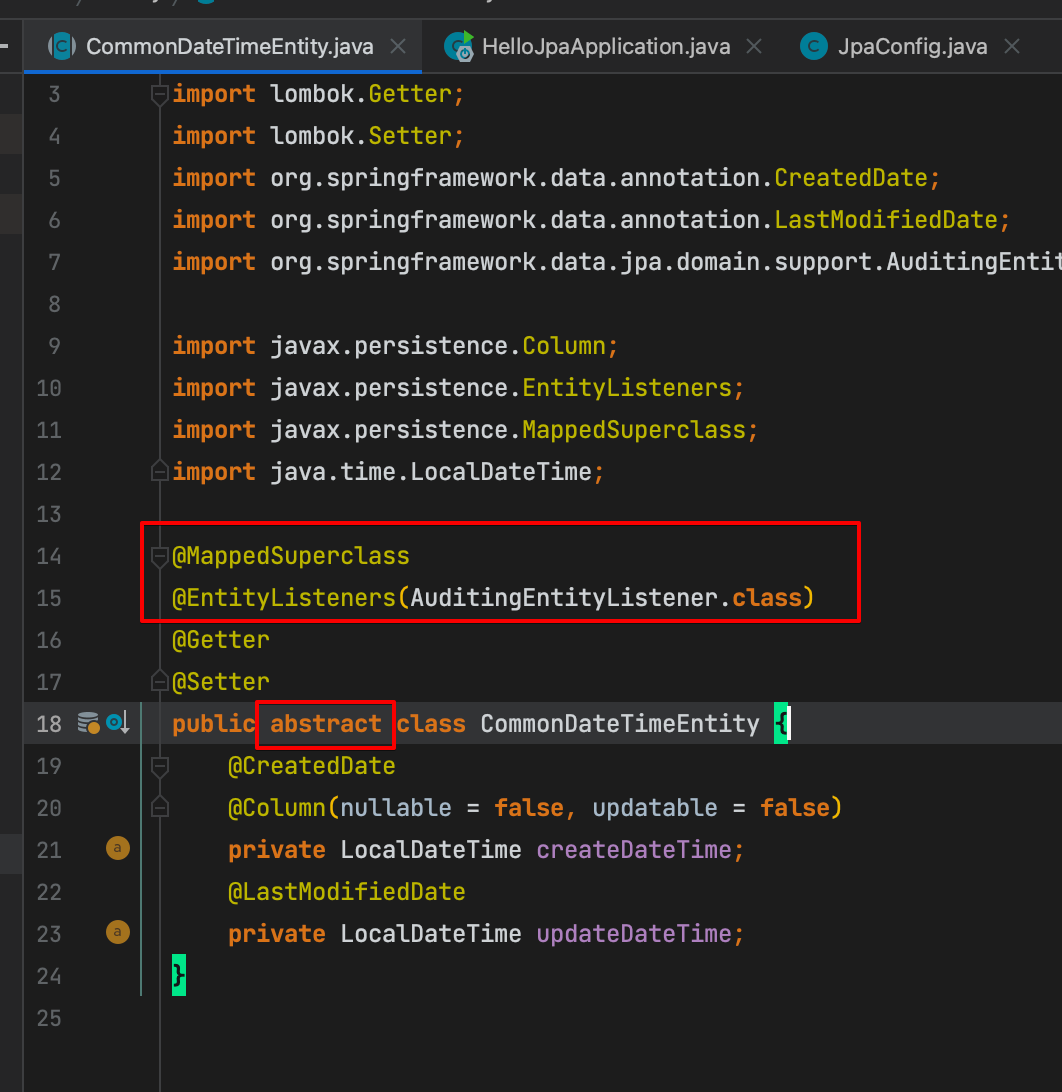 CommonDateTimeEntity.java HelloJpaApplication.java JpaConfig.java
3 import lombok.Getter;
4 import lombok.Setter;
5 import org.springframework.data.annotation.CreatedDate;
6 import org.springframework.data.annotation.LastModifiedDate;
7 import org.springframework.data.jpa.domain.support.AuditingEntit
8
9 import javax.persistence.Column;
10 import javax.persistence.EntityListeners;
11 import javax.persistence.MappedSuperclass;
12 import java.time.LocalDateTime;
13
14 @MappedSuperclass
15 @EntityListeners(AuditingEntityListener.class)
16 @Getter
17 @Setter
18 public abstract class CommonDateTimeEntity {
19 @CreatedDate
20 @Column(nullable = false, updatable = false)
21 private LocalDateTime createDateTime;
22 @LastModifiedDate
23 private LocalDateTime updateDateTime;
24 }
25